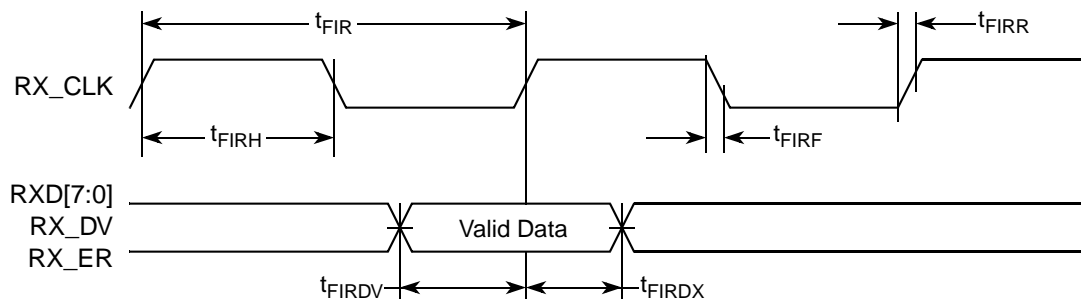 tFIR
tFIRR
RX_CLK
tFIRH
tFIRF
RXD[7:0]
RX_DV
Valid Data
RX_ER
tFIRDV
tFIRDX